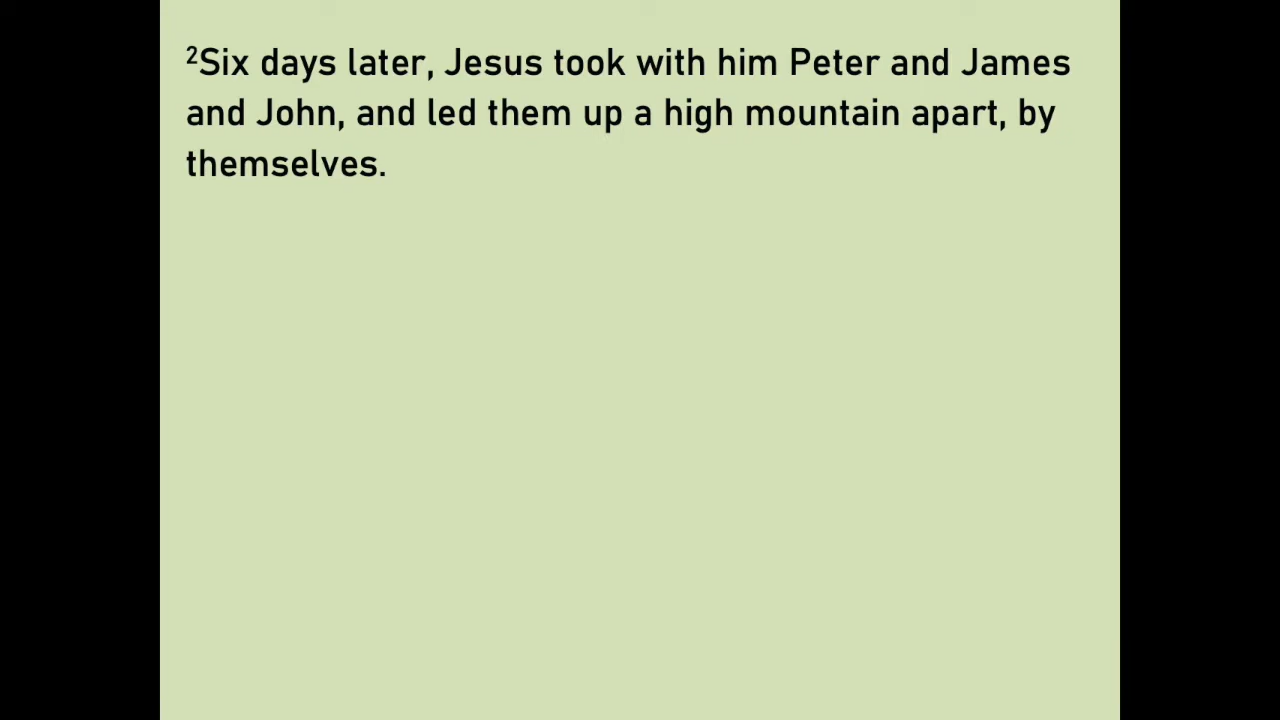 ²Six days later, Jesus took with him Peter and James
and John, and led them up a high mountain apart, by
themselves.